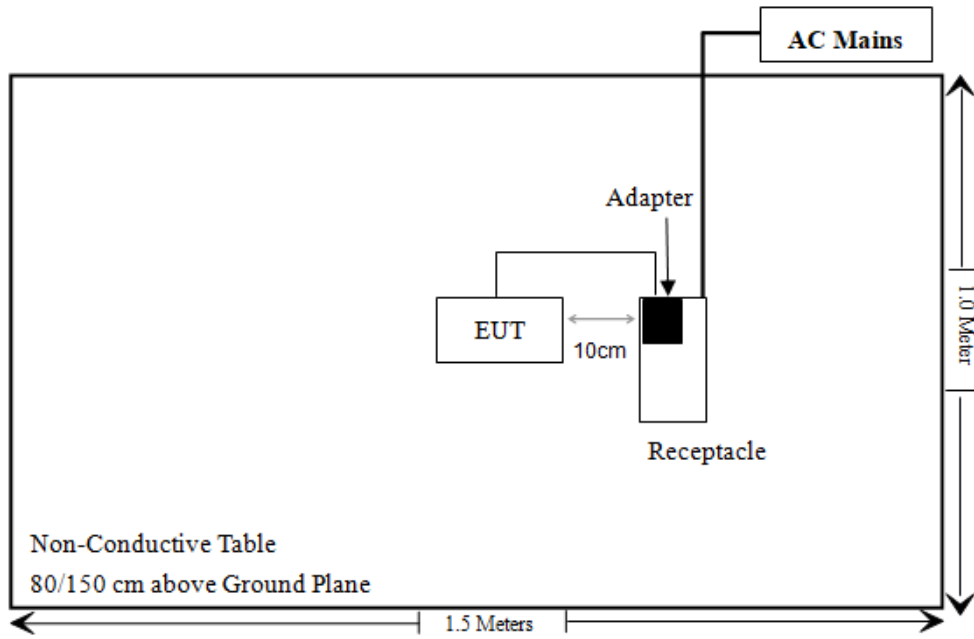 AC Mains
Adapter
EUT
10cm
1.0 Meter
Receptacle
Non-Conductive Table
80/150 cm above Ground Plane
1.5 Meters